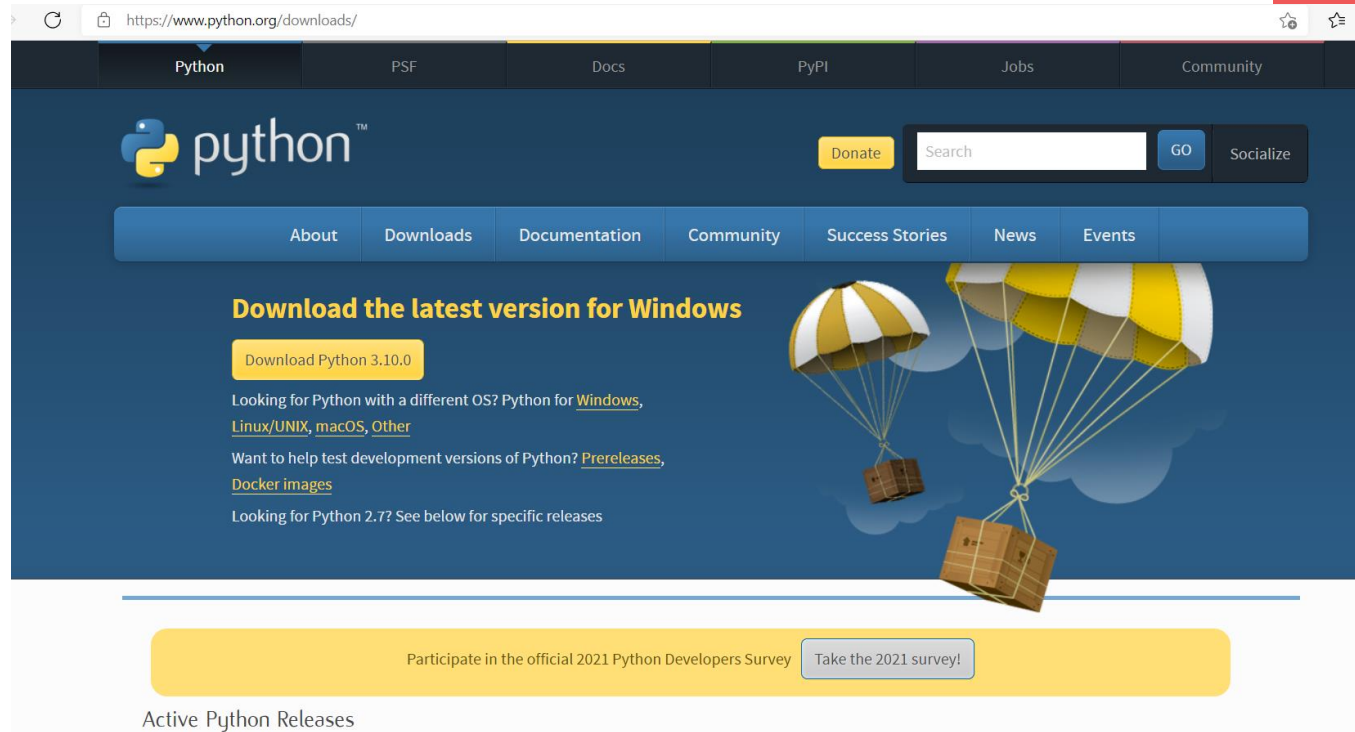 https://www.python.org/downloads/
Python PSF Docs PyPI Jobs Community
python™
Donate Search GO Socialize
About Downloads Documentation Community Success Stories News Events
Download the latest version for Windows
Download Python 3.10.0
Looking for Python with a different OS? Python for Windows,
Linux/UNIX, macOS, Other
Want to help test development versions of Python? Prereleases,
Docker images
Looking for Python 2.7? See below for specific releases
Participate in the official 2021 Python Developers Survey Take the 2021 survey!
Active Python Releases